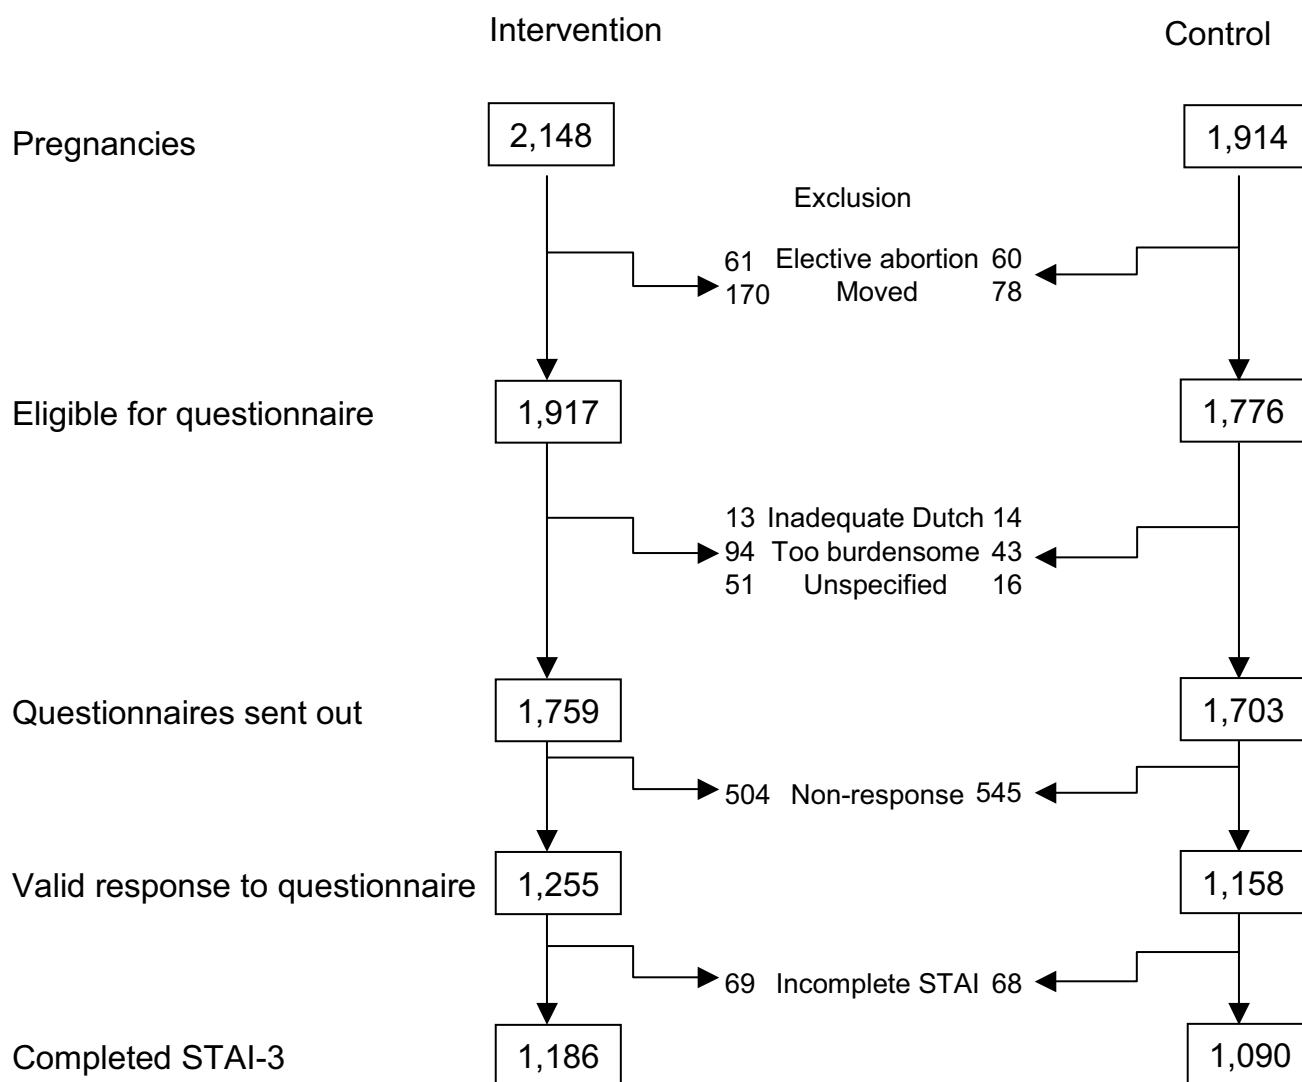 Intervention Control
Pregnancies 2,148 1,914
Exclusion
61 Elective abortion 60
170 Moved 78
Eligible for questionnaire 1,917 1,776
13 Inadequate Dutch 14
94 Too burdensome 43
51 Unspecified 16
Questionnaires sent out 1,759 1,703
504 Non-response 545
Valid response to questionnaire 1,255 1,158
69 Incomplete STAI 68
Completed STAI-3 1,186 1,090